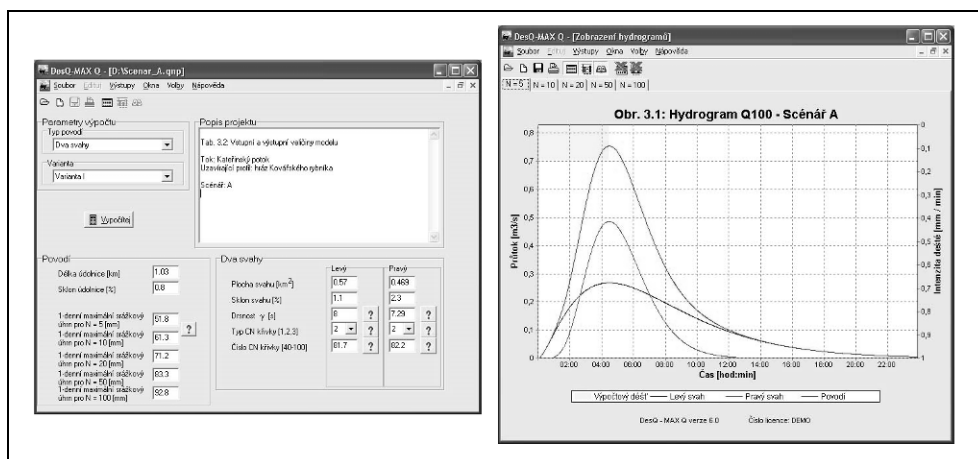 DesQ-MAX Q - [D:\Scenar_A.qnp]
Soubor Edituj Výstupy Okna Volby Nápověda
Parametry výpočtu
Typ povodí
Dva svahy
Varianta
Varianta I
Vypočítej
Popis projektu
Tab. 3.2: Vstupní a výstupní veličiny modelu
Tok: Kateřinský potok
Uzavírající profil: hráz Kovářského rybníka
Scénář: A
Povodí
Délka údolnice [km] 1.03
Sklon údolnice [%] 0.8
1-denní maximální srážkový
úhrn pro N = 5 [mm] 51.8 ?
1-denní maximální srážkový
úhrn pro N = 10 [mm] 61.3
1-denní maximální srážkový
úhrn pro N = 20 [mm] 71.2
1-denní maximální srážkový
úhrn pro N = 50 [mm] 83.3
1-denní maximální srážkový
úhrn pro N = 100 [mm] 92.8
Dva svahy
Levý Pravý
Plocha svahu [km²] 0.57 0.469
Sklon svahu [%] 1.1 2.3
Drsnost γ [s] 8 ? 7.29 ?
Typ CN křivky [1,2,3] 2 ? 2 ?
Číslo CN křivky [40-100] 81.7 ? 82.2 ?
DesQ-MAX Q - [Zobrazení hydrogramů]
Soubor Edituj Výstupy Okna Volby Nápověda
N = 5 N = 10 N = 20 N = 50 N = 100
Obr. 3.1: Hydrogram Q100 - Scénář A
Průtok [m3/s]
0,8
0,7
0,6
0,5
0,4
0,3
0,2
0,1
0
0
0,1
0,2
0,3
0,4
0,5
0,6
0,7
0,8
0,9
1
Intenzita deště [mm / min]
02:00 04:00 06:00 08:00 10:00 12:00 14:00 16:00 18:00 20:00 22:00
Čas [hod:min]
Výpočtový déšť Levý svah Pravý svah Povodí
DesQ - MAX Q verze 6.0 Číslo licence: DEMO